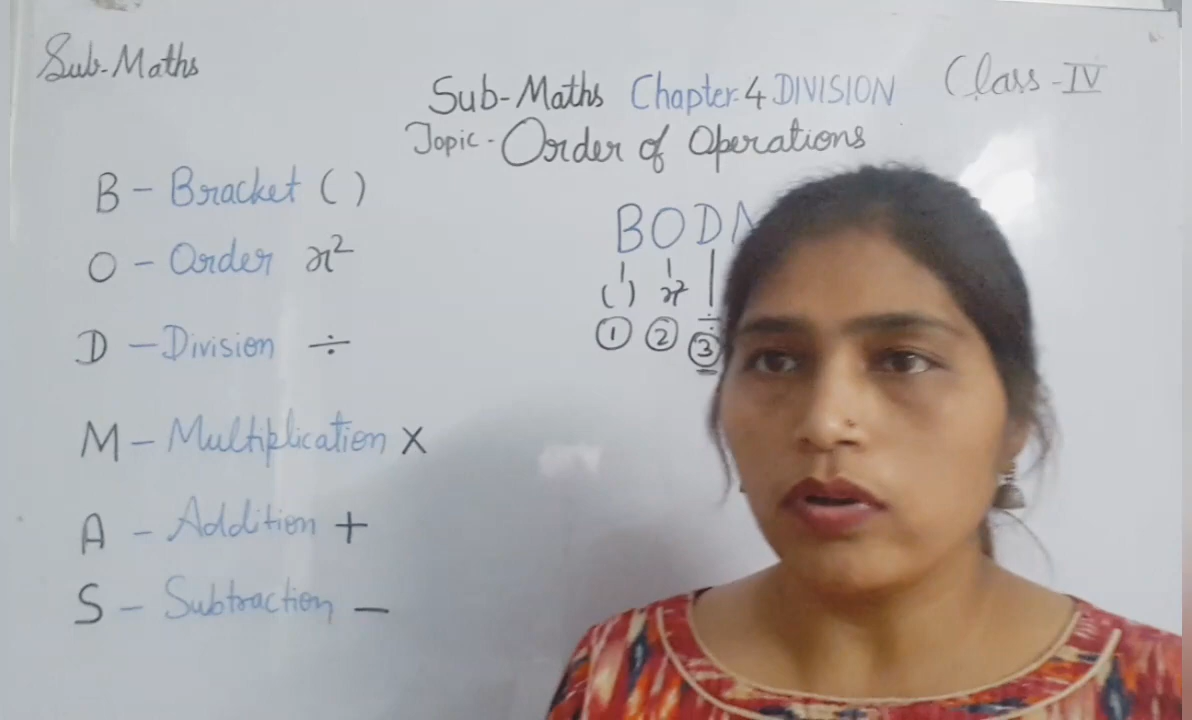 Sub-Maths
Sub-Maths Chapter-4 DIVISION Class-IV
Topic-Order of Operations
B - Bracket ( )
O - Order x²
D - Division ÷
M - Multiplication ×
A - Addition +
S - Subtraction -
BOD
( ) x² ÷
① ② ③